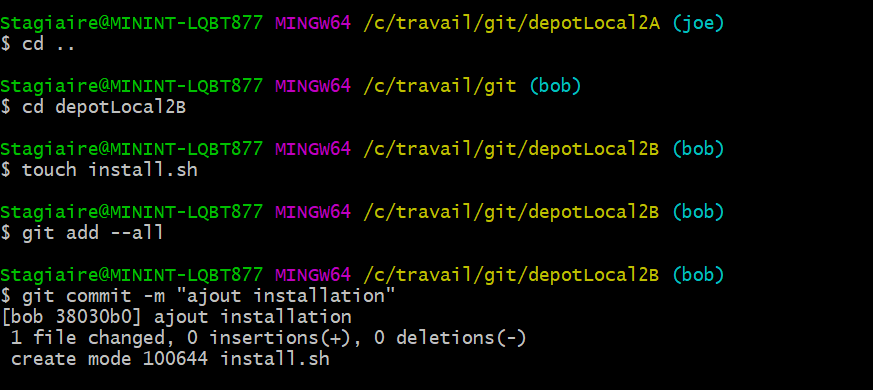 Stagiaire@MININT-LQBT877 MINGW64 /c/travail/git/depotLocal2A (joe)
$ cd ..
Stagiaire@MININT-LQBT877 MINGW64 /c/travail/git (bob)
$ cd depotLocal2B
Stagiaire@MININT-LQBT877 MINGW64 /c/travail/git/depotLocal2B (bob)
$ touch install.sh
Stagiaire@MININT-LQBT877 MINGW64 /c/travail/git/depotLocal2B (bob)
$ git add --all
Stagiaire@MININT-LQBT877 MINGW64 /c/travail/git/depotLocal2B (bob)
$ git commit -m "ajout installation"
[bob 38030b0] ajout installation
 1 file changed, 0 insertions(+), 0 deletions(-)
 create mode 100644 install.sh